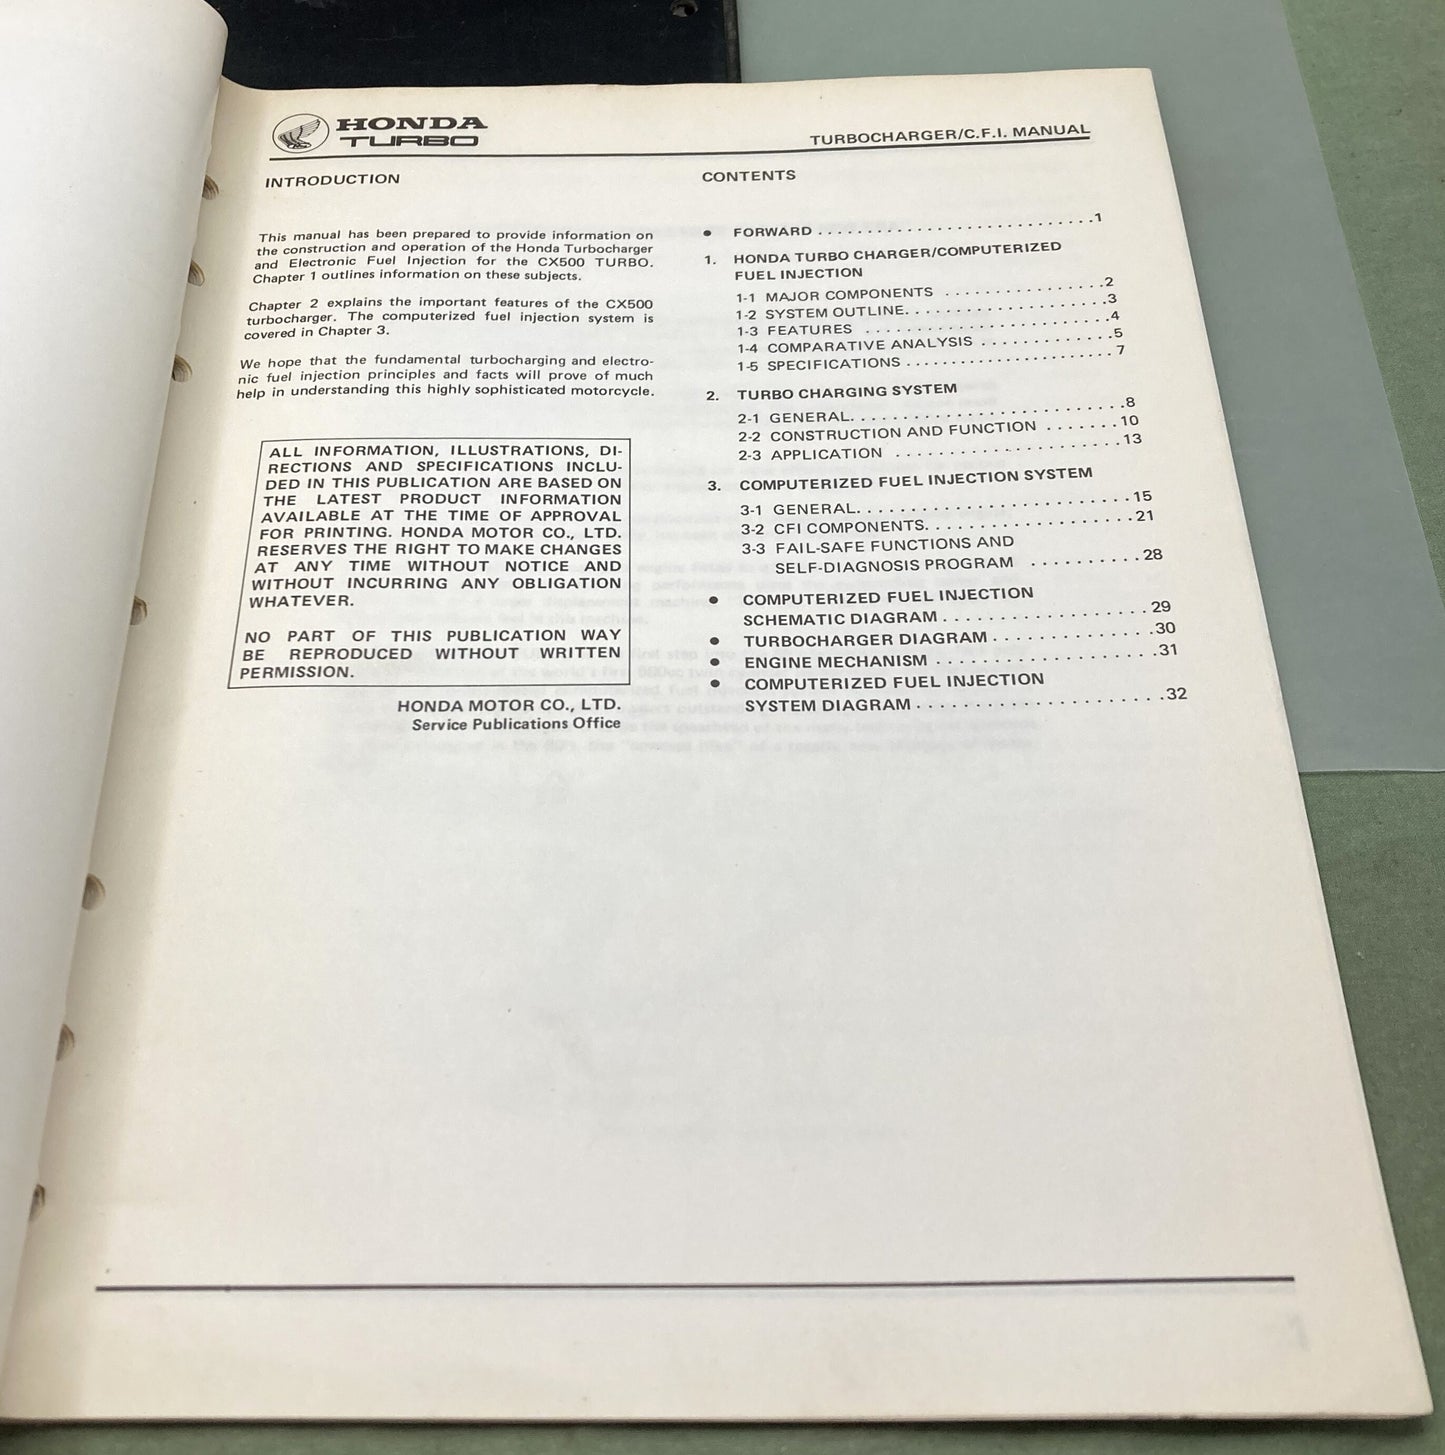 HONDA
TURBO
TURBOCHARGER/C.F.I. MANUAL
INTRODUCTION
This manual has been prepared to provide information on
the construction and operation of the Honda Turbocharger
and Electronic Fuel Injection for the CX500 TURBO.
Chapter 1 outlines information on these subjects.
Chapter 2 explains the important features of the CX500
turbocharger. The computerized fuel injection system is
covered in Chapter 3.
We hope that the fundamental turbocharging and electro-
nic fuel injection principles and facts will prove of much
help in understanding this highly sophisticated motorcycle.
ALL INFORMATION, ILLUSTRATIONS, DI-
RECTIONS AND SPECIFICATIONS INCLU-
DED IN THIS PUBLICATION ARE BASED ON
THE LATEST PRODUCT INFORMATION
AVAILABLE AT THE TIME OF APPROVAL
FOR PRINTING. HONDA MOTOR CO., LTD.
RESERVES THE RIGHT TO MAKE CHANGES
AT ANY TIME WITHOUT NOTICE AND
WITHOUT INCURRING ANY OBLIGATION
WHATEVER.
NO PART OF THIS PUBLICATION WAY
BE REPRODUCED WITHOUT WRITTEN
PERMISSION.
HONDA MOTOR CO., LTD.
Service Publications Office
CONTENTS
● FORWARD . . . . . . . . . . . . . . . . . . . . . . . . . . . . 1
1. HONDA TURBO CHARGER/COMPUTERIZED
FUEL INJECTION
1-1 MAJOR COMPONENTS . . . . . . . . . . . . . . . . 2
1-2 SYSTEM OUTLINE. . . . . . . . . . . . . . . . . . . . 3
1-3 FEATURES . . . . . . . . . . . . . . . . . . . . . . . . 4
1-4 COMPARATIVE ANALYSIS . . . . . . . . . . . . . 5
1-5 SPECIFICATIONS . . . . . . . . . . . . . . . . . . . . 7
2. TURBO CHARGING SYSTEM
2-1 GENERAL. . . . . . . . . . . . . . . . . . . . . . . . . . 8
2-2 CONSTRUCTION AND FUNCTION . . . . . . . 10
2-3 APPLICATION . . . . . . . . . . . . . . . . . . . . . . 13
3. COMPUTERIZED FUEL INJECTION SYSTEM
3-1 GENERAL. . . . . . . . . . . . . . . . . . . . . . . . . . 15
3-2 CFI COMPONENTS. . . . . . . . . . . . . . . . . . . . 21
3-3 FAIL-SAFE FUNCTIONS AND
SELF-DIAGNOSIS PROGRAM . . . . . . . . . . 28
● COMPUTERIZED FUEL INJECTION
SCHEMATIC DIAGRAM . . . . . . . . . . . . . . . . . . . 29
● TURBOCHARGER DIAGRAM . . . . . . . . . . . . . . 30
● ENGINE MECHANISM . . . . . . . . . . . . . . . . . . . 31
● COMPUTERIZED FUEL INJECTION
SYSTEM DIAGRAM . . . . . . . . . . . . . . . . . . . . . . 32